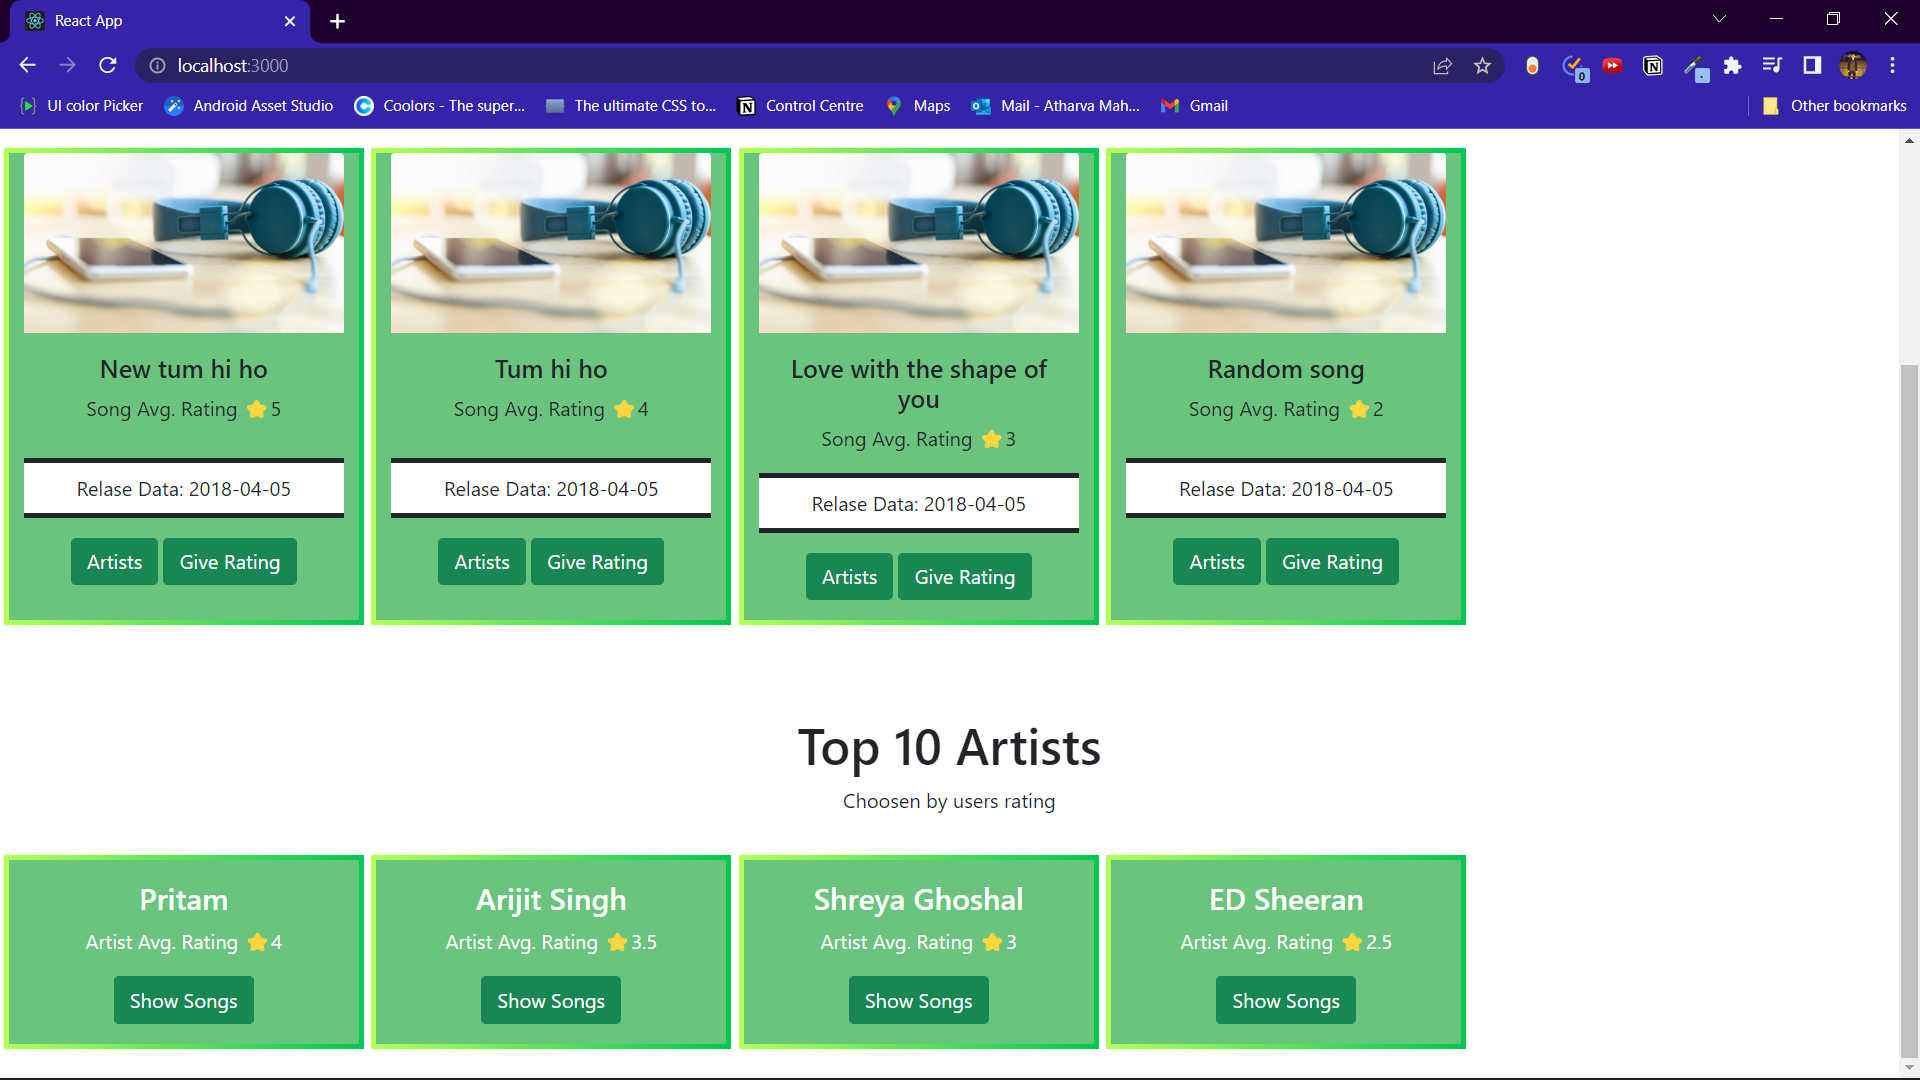 React App
localhost:3000
0
UI color Picker
Android Asset Studio
Coolors - The super...
The ultimate CSS to...
Control Centre
Maps
Mail - Atharva Mah...
Gmail
Other bookmarks
New tum hi ho
Song Avg. Rating ⭐5
Relase Data: 2018-04-05
Artists
Give Rating
Tum hi ho
Song Avg. Rating ⭐4
Relase Data: 2018-04-05
Artists
Give Rating
Love with the shape of
you
Song Avg. Rating ⭐3
Relase Data: 2018-04-05
Artists
Give Rating
Random song
Song Avg. Rating ⭐2
Relase Data: 2018-04-05
Artists
Give Rating
Top 10 Artists
Choosen by users rating
Pritam
Artist Avg. Rating ⭐4
Show Songs
Arijit Singh
Artist Avg. Rating ⭐3.5
Show Songs
Shreya Ghoshal
Artist Avg. Rating ⭐3
Show Songs
ED Sheeran
Artist Avg. Rating ⭐2.5
Show Songs